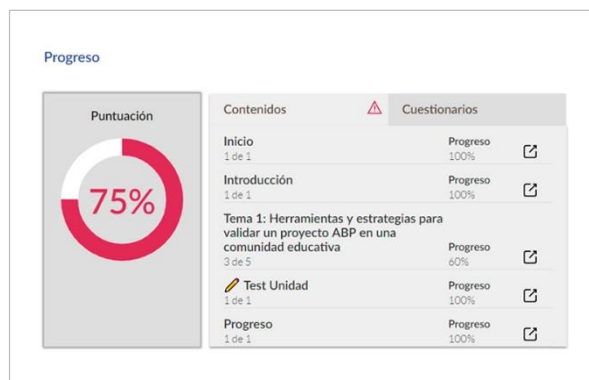 Progreso
Puntuación
75%
Contenidos
Cuestionarios
Inicio
Progreso
1 de 1
100%
Introducción
Progreso
1 de 1
100%
Tema 1: Herramientas y estrategias para
validar un proyecto ABP en una
comunidad educativa
Progreso
3 de 5
60%
Test Unidad
Progreso
1 de 1
100%
Progreso
Progreso
1 de 1
100%